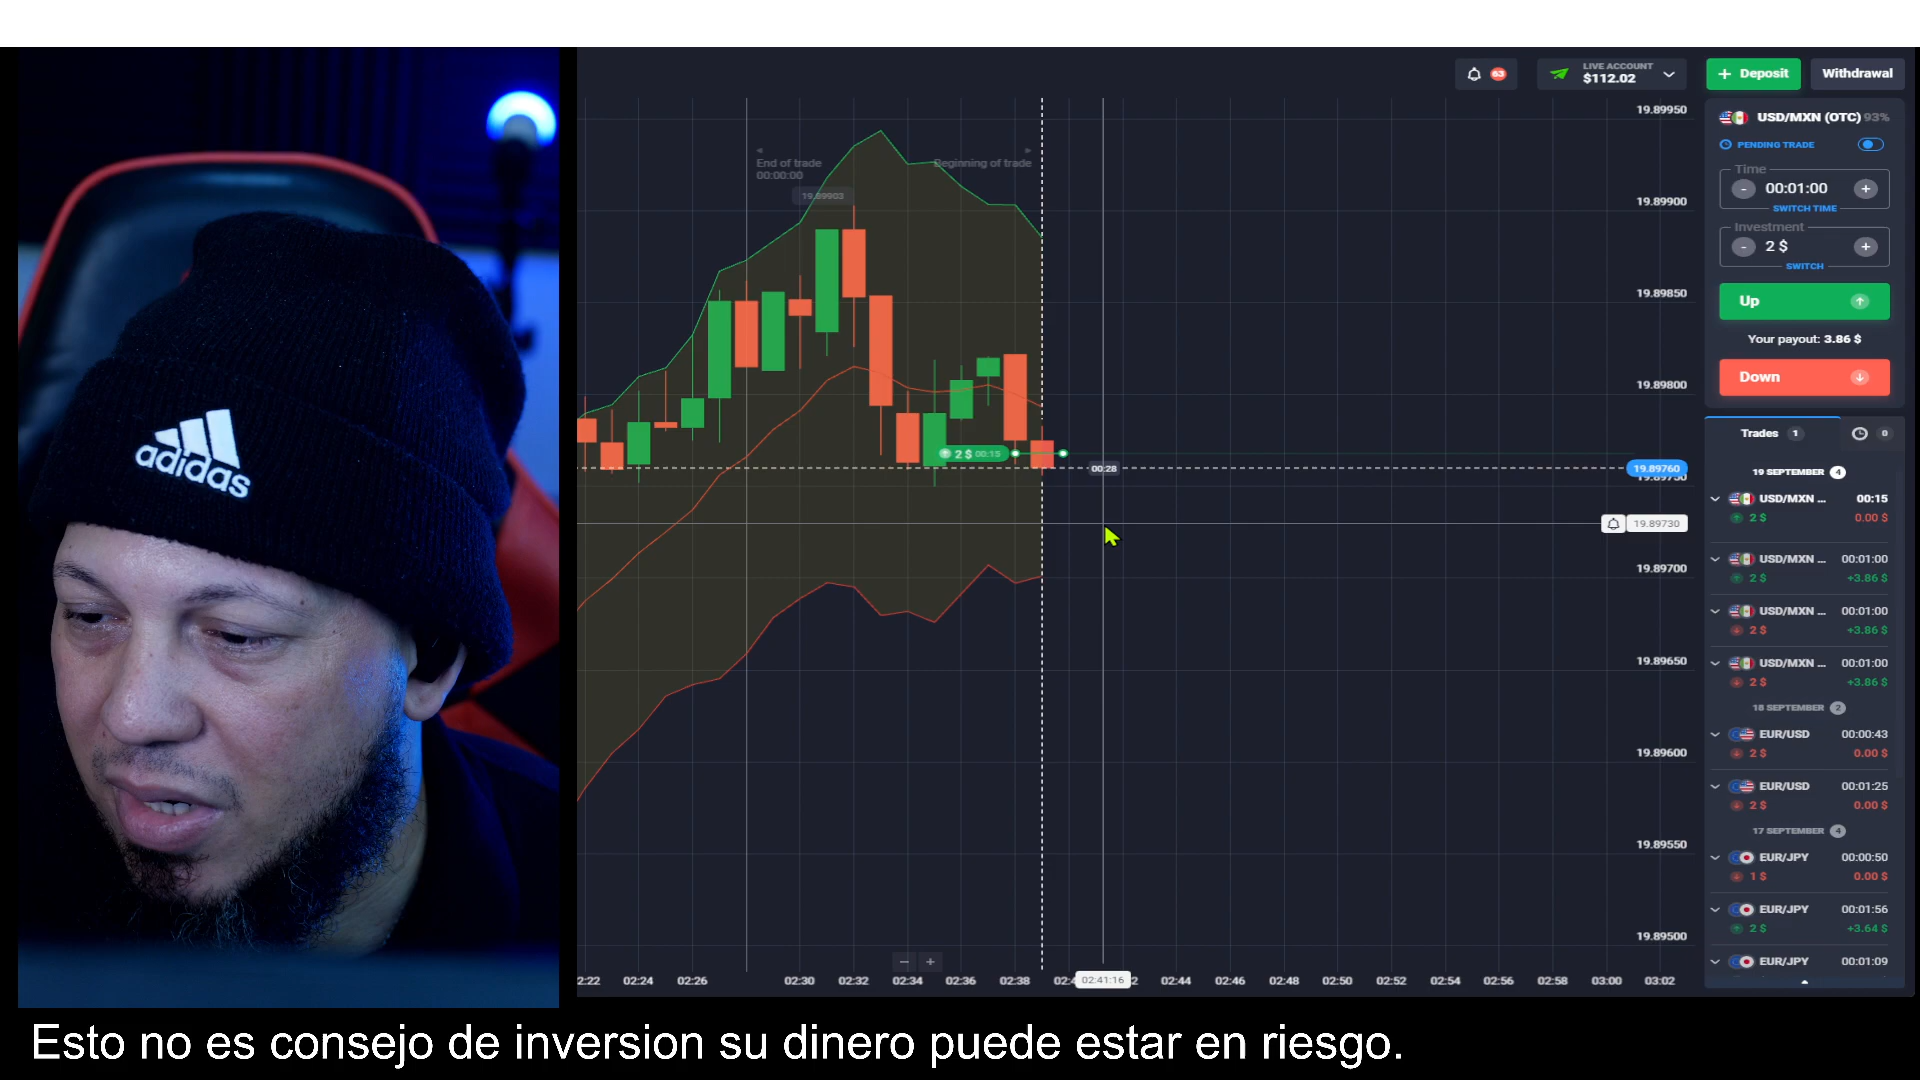 adidas
63
LIVE ACCOUNT
$112.02
Deposit
Withdrawal
End of trade
00:00:00
Beginning of trade
19.89903
2 $ 00:15
00:28
19.89950
19.89900
19.89850
19.89800
19.89760
19.89750
19.89730
19.89700
19.89650
19.89600
19.89550
19.89500
- +
2:22 02:24 02:26 02:30 02:32 02:34 02:36 02:38 02:41:16 02:44 02:46 02:48 02:50 02:52 02:54 02:56 02:58 03:00 03:02
USD/MXN (OTC) 93%
PENDING TRADE
Time
- 00:01:00 +
SWITCH TIME
Investment
- 2 $ +
SWITCH
Up
Your payout: 3.86 $
Down
Trades 1 0
19 SEPTEMBER 4
USD/MXN ... 00:15
2 $ 0.00 $
USD/MXN ... 00:01:00
2 $ +3.86 $
USD/MXN ... 00:01:00
2 $ +3.86 $
USD/MXN ... 00:01:00
2 $ +3.86 $
18 SEPTEMBER 2
EUR/USD 00:00:43
2 $ 0.00 $
EUR/USD 00:01:25
2 $ 0.00 $
17 SEPTEMBER 4
EUR/JPY 00:00:50
1 $ 0.00 $
EUR/JPY 00:01:56
2 $ +3.64 $
EUR/JPY 00:01:09
Esto no es consejo de inversion su dinero puede estar en riesgo.